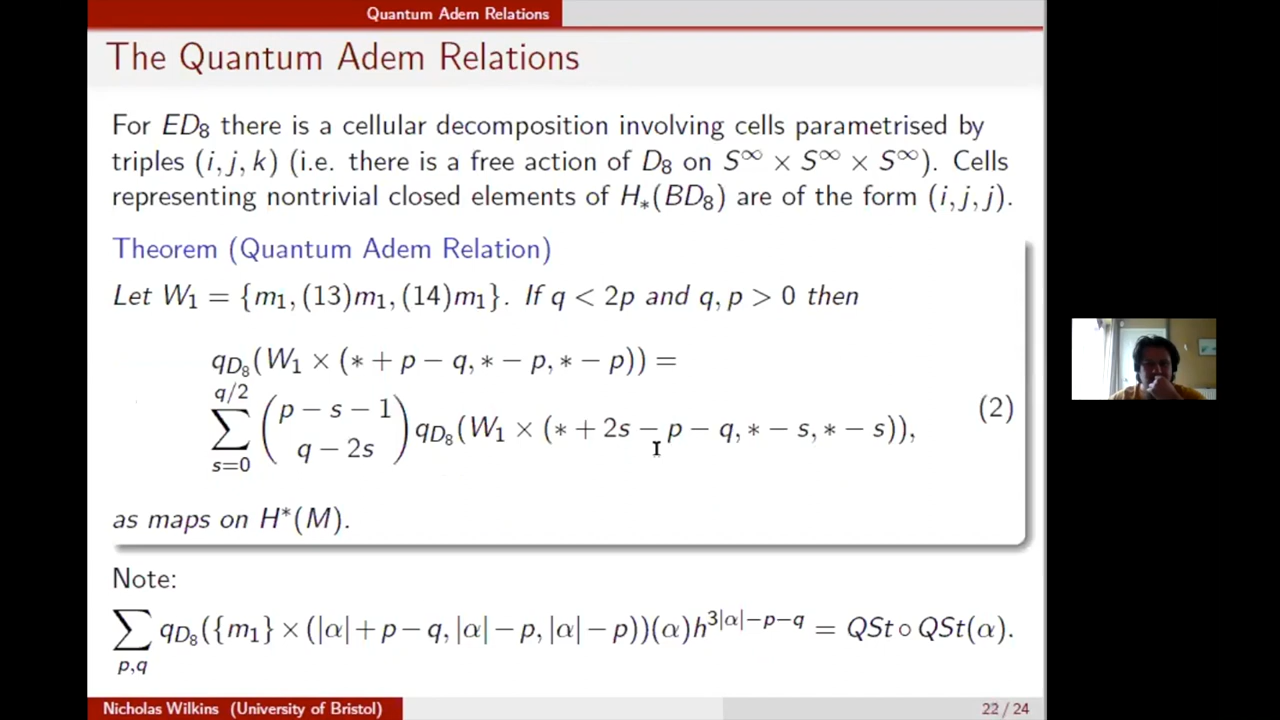 Quantum Adem Relations
The Quantum Adem Relations
For ED₈ there is a cellular decomposition involving cells parametrised by
triples (i, j, k) (i.e. there is a free action of D₈ on S^∞ × S^∞ × S^∞). Cells
representing nontrivial closed elements of H_*(BD₈) are of the form (i, j, j).
Theorem (Quantum Adem Relation)
Let W₁ = {m₁, (13)m₁, (14)m₁}. If q < 2p and q, p > 0 then
q_{D₈}(W₁ × (* + p − q, * − p, * − p)) =
\sum_{s=0}^{q/2} \binom{p − s − 1}{q − 2s} q_{D₈}(W₁ × (* + 2s − p − q, * − s, * − s)), (2)
as maps on H^*(M).
Note:
\sum_{p,q} q_{D₈}({m₁} × (|α| + p − q, |α| − p, |α| − p))(α)h^{3|α|−p−q} = QSt ∘ QSt(α).
Nicholas Wilkins (University of Bristol) 22 / 24